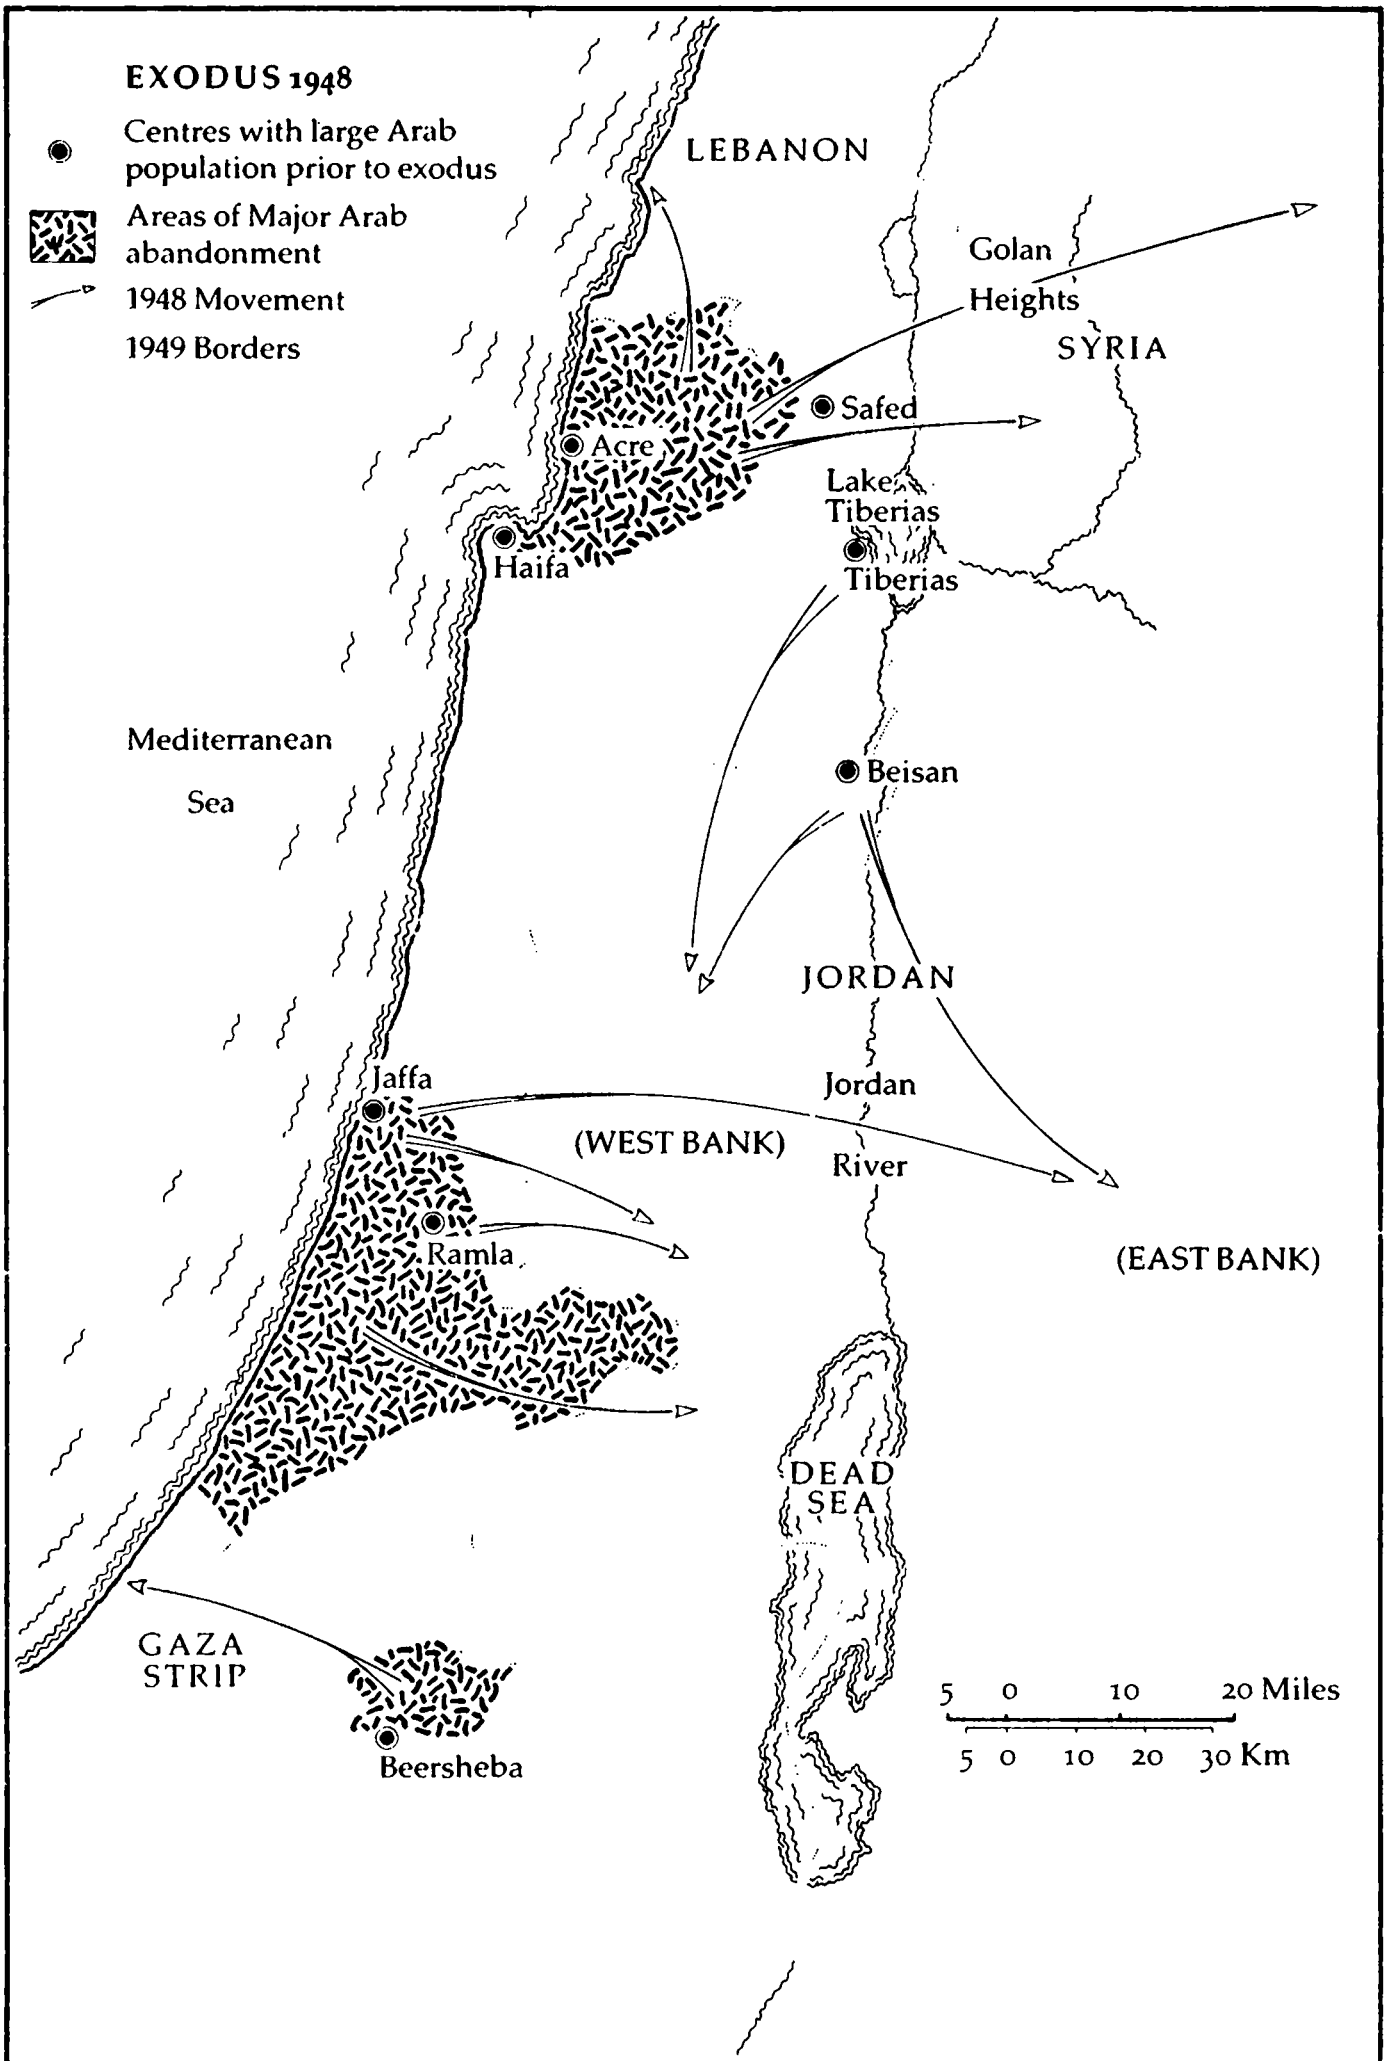 EXODUS 1948
Centres with large Arab
population prior to exodus
Areas of Major Arab
abandonment
1948 Movement
1949 Borders
LEBANON
Golan
Heights
SYRIA
Safed
Acre
Lake
Tiberias
Haifa
Tiberias
Mediterranean
Sea
Beisan
JORDAN
Jaffa
Jordan
(WEST BANK)
River
Ramla
(EAST BANK)
DEAD
SEA
GAZA
STRIP
5 0 10 20 Miles
5 0 10 20 30 Km
Beersheba